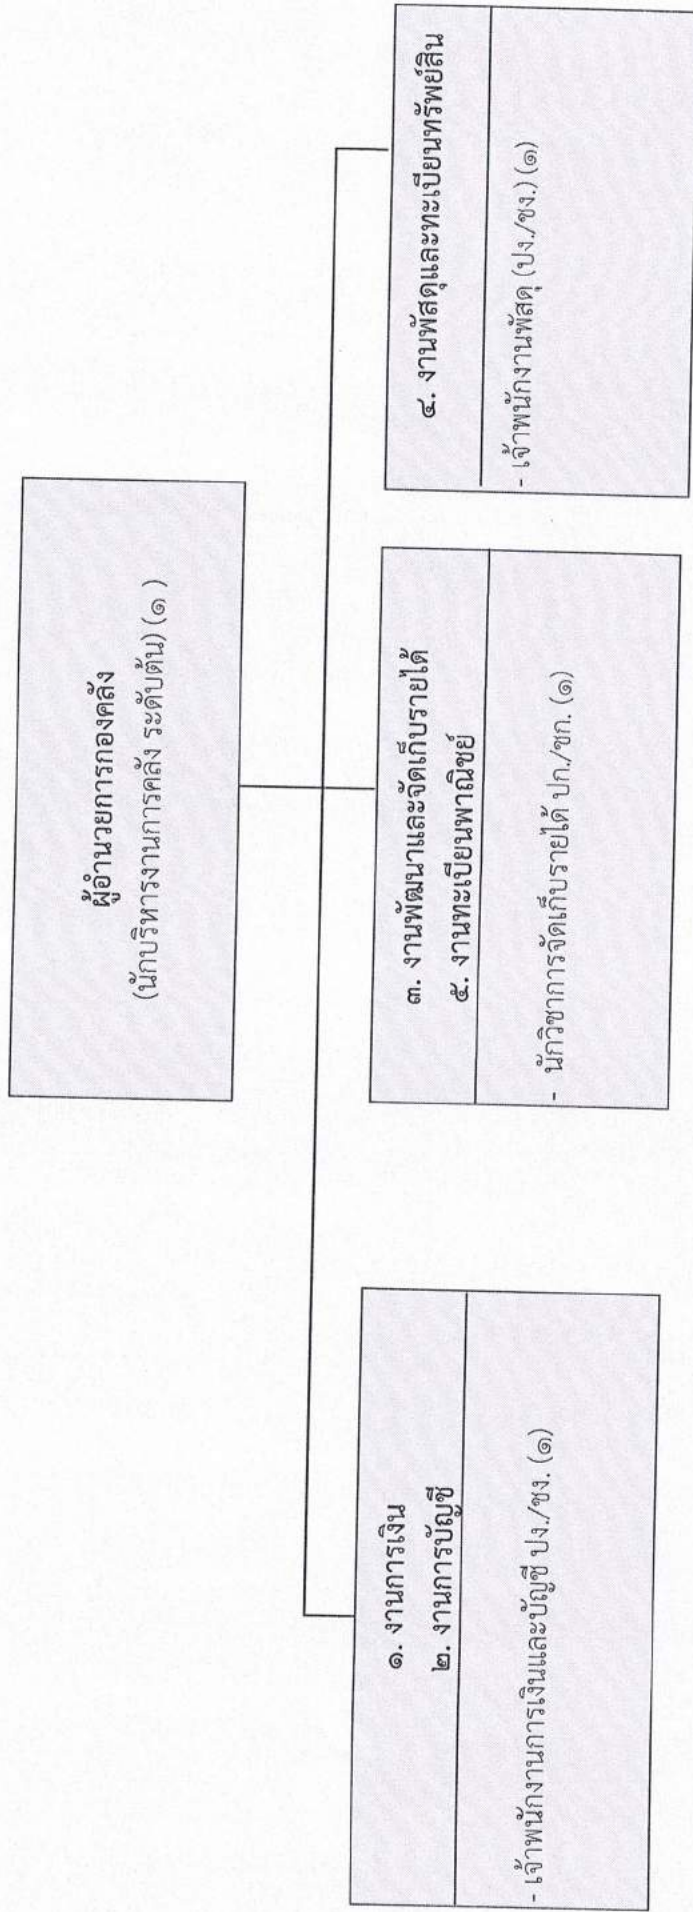 ผู้อำนวยการกองคลัง
(นักบริหารงานการคลัง ระดับต้น) (๑ )
๑. งานการเงิน
๒. งานการบัญชี
- เจ้าพนักงานการเงินและบัญชี ปง./ชง. (๑)
๓. งานพัฒนาและจัดเก็บรายได้
๕. งานทะเบียนพาณิชย์
- นักวิชาการจัดเก็บรายได้ ปก./ชก. (๑)
๔. งานพัสดุและทะเบียนทรัพย์สิน
- เจ้าพนักงานพัสดุ (ปง./ชง.) (๑)